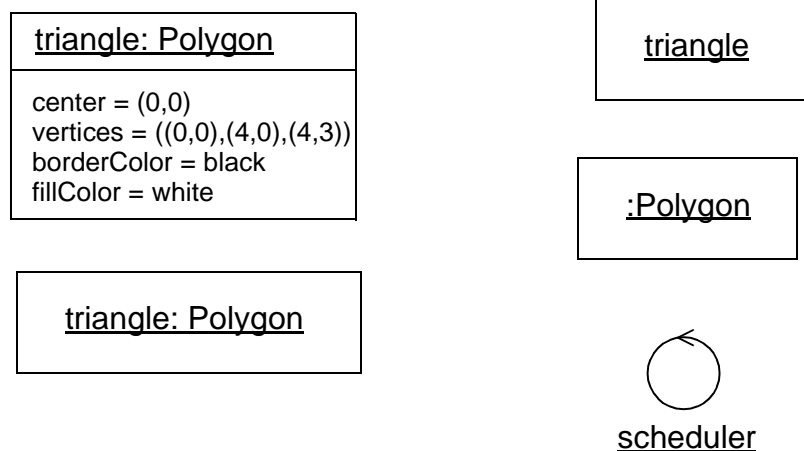 triangle: Polygon
center = (0,0)
vertices = ((0,0),(4,0),(4,3))
borderColor = black
fillColor = white
triangle: Polygon
triangle
:Polygon
scheduler